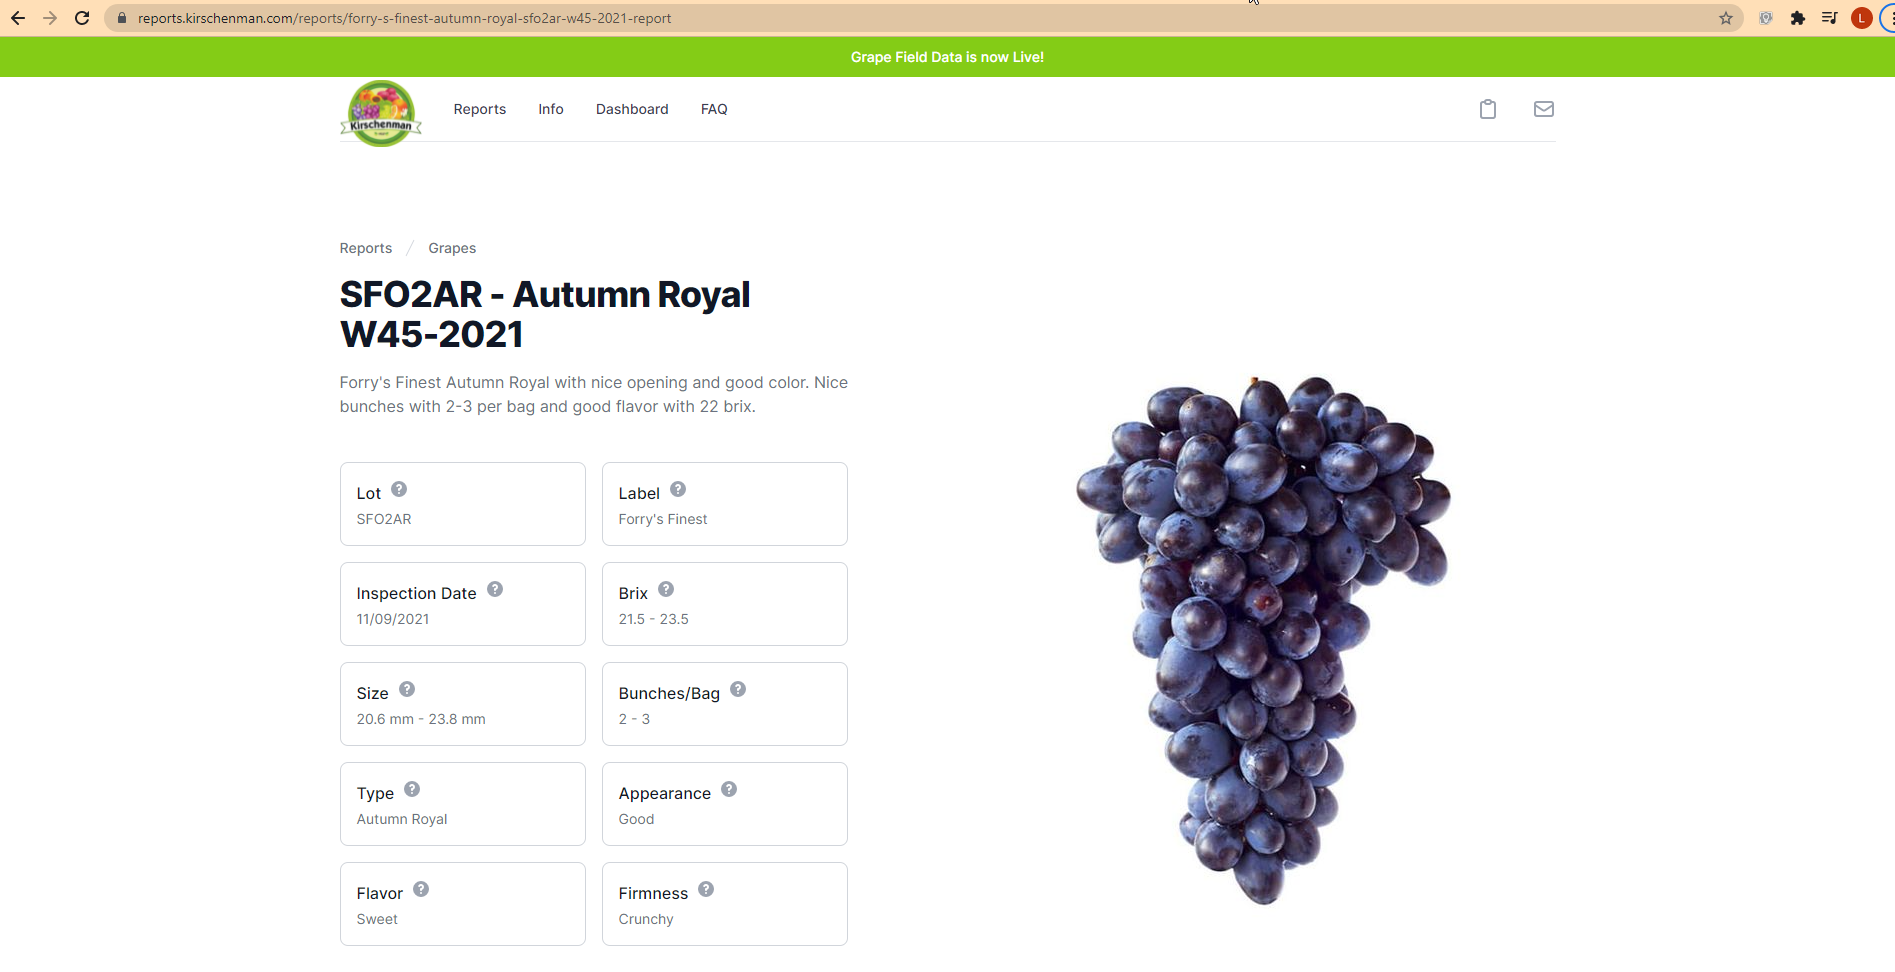 reports.kirschenman.com/reports/forry-s-finest-autumn-royal-sfo2ar-w45-2021-report
L
Grape Field Data is now Live!
Kirschenman
Reports Info Dashboard FAQ
Reports / Grapes
SFO2AR - Autumn Royal
W45-2021
Forry's Finest Autumn Royal with nice opening and good color. Nice
bunches with 2-3 per bag and good flavor with 22 brix.
Lot ?
SFO2AR
Label ?
Forry's Finest
Inspection Date ?
11/09/2021
Brix ?
21.5 - 23.5
Size ?
20.6 mm - 23.8 mm
Bunches/Bag ?
2 - 3
Type ?
Autumn Royal
Appearance ?
Good
Flavor ?
Sweet
Firmness ?
Crunchy